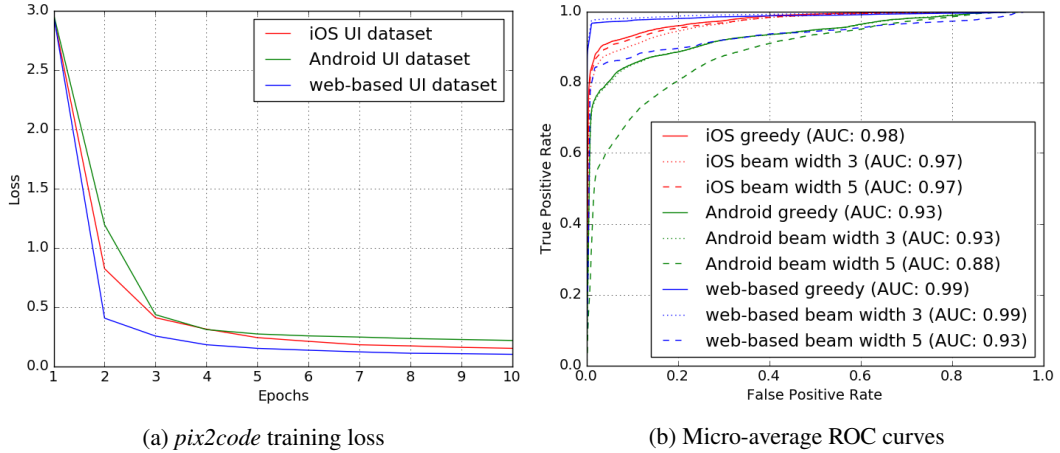 3.0
2.5
2.0
1.5
1.0
0.5
0.0
Loss
iOS UI dataset
Android UI dataset
web-based UI dataset
1 2 3 4 5 6 7 8 9 10
Epochs
(a) pix2code training loss
1.0
0.8
0.6
0.4
0.2
0.0
True Positive Rate
iOS greedy (AUC: 0.98)
iOS beam width 3 (AUC: 0.97)
iOS beam width 5 (AUC: 0.97)
Android greedy (AUC: 0.93)
Android beam width 3 (AUC: 0.93)
Android beam width 5 (AUC: 0.88)
web-based greedy (AUC: 0.99)
web-based beam width 3 (AUC: 0.99)
web-based beam width 5 (AUC: 0.93)
0.0 0.2 0.4 0.6 0.8 1.0
False Positive Rate
(b) Micro-average ROC curves